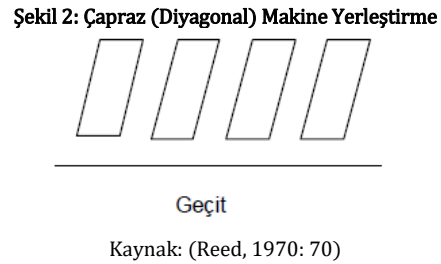 Şekil 2: Çapraz (Diyagonal) Makine Yerleştirme
Geçit
Kaynak: (Reed, 1970: 70)